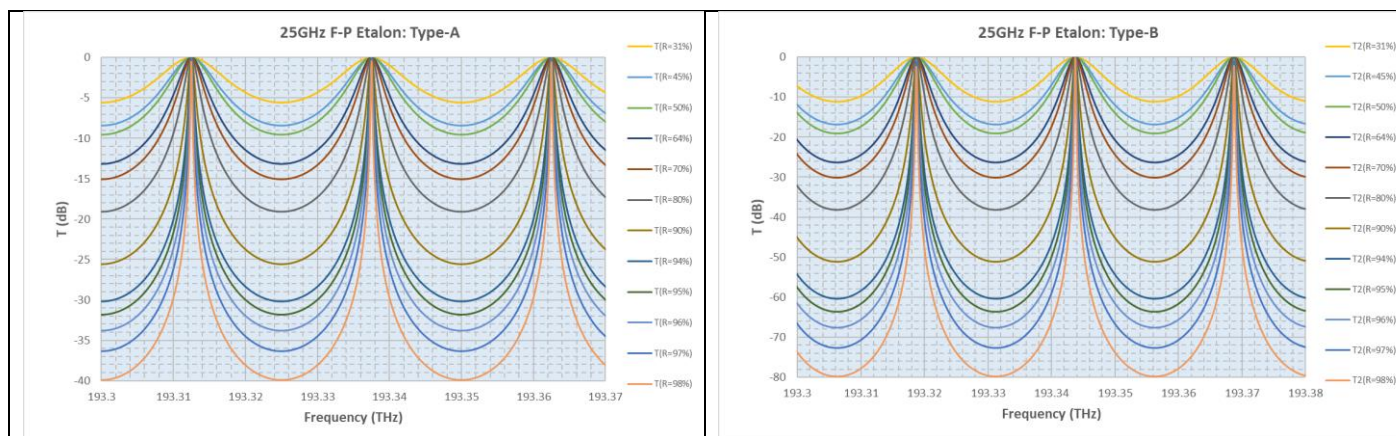 25GHz F-P Etalon: Type-A
T (dB)
0
-5
-10
-15
-20
-25
-30
-35
-40
193.3
193.31
193.32
193.33
193.34
193.35
193.36
193.37
Frequency (THz)
T(R=31%)
T(R=45%)
T(R=50%)
T(R=64%)
T(R=70%)
T(R=80%)
T(R=90%)
T(R=94%)
T(R=95%)
T(R=96%)
T(R=97%)
T(R=98%)
25GHz F-P Etalon: Type-B
T (dB)
0
-10
-20
-30
-40
-50
-60
-70
-80
193.3
193.31
193.32
193.33
193.34
193.35
193.36
193.37
193.38
Frequency (THz)
T2(R=31%)
T2(R=45%)
T2(R=50%)
T2(R=64%)
T2(R=70%)
T2(R=80%)
T2(R=90%)
T2(R=94%)
T2(R=95%)
T2(R=96%)
T2(R=97%)
T2(R=98%)